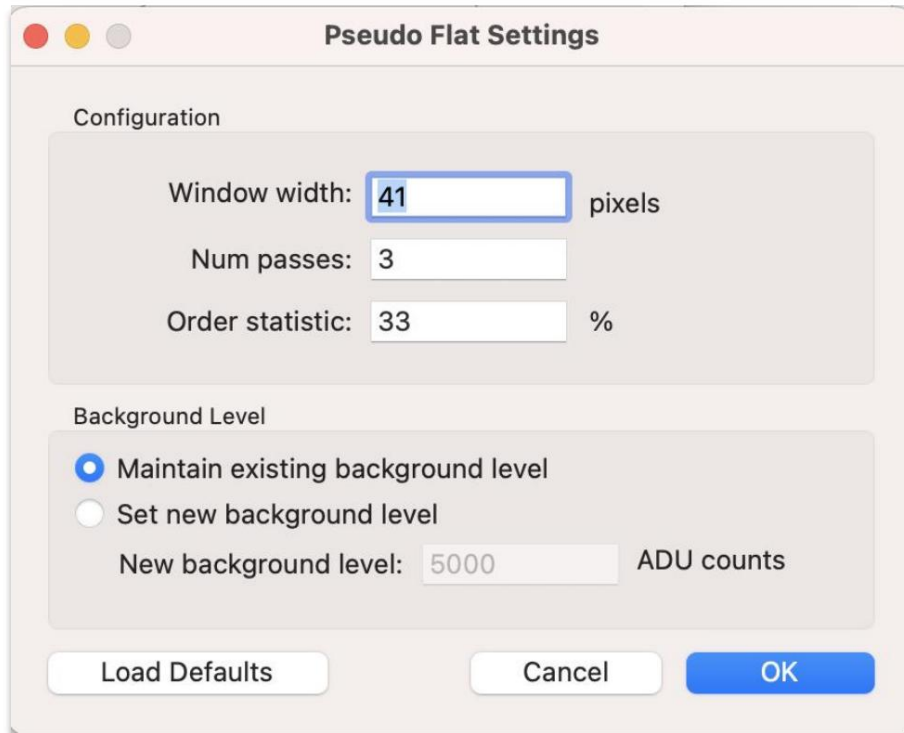 Pseudo Flat Settings
Configuration
Window width: 41 pixels
Num passes: 3
Order statistic: 33 %
Background Level
Maintain existing background level
Set new background level
New background level: 5000 ADU counts
Load Defaults Cancel OK